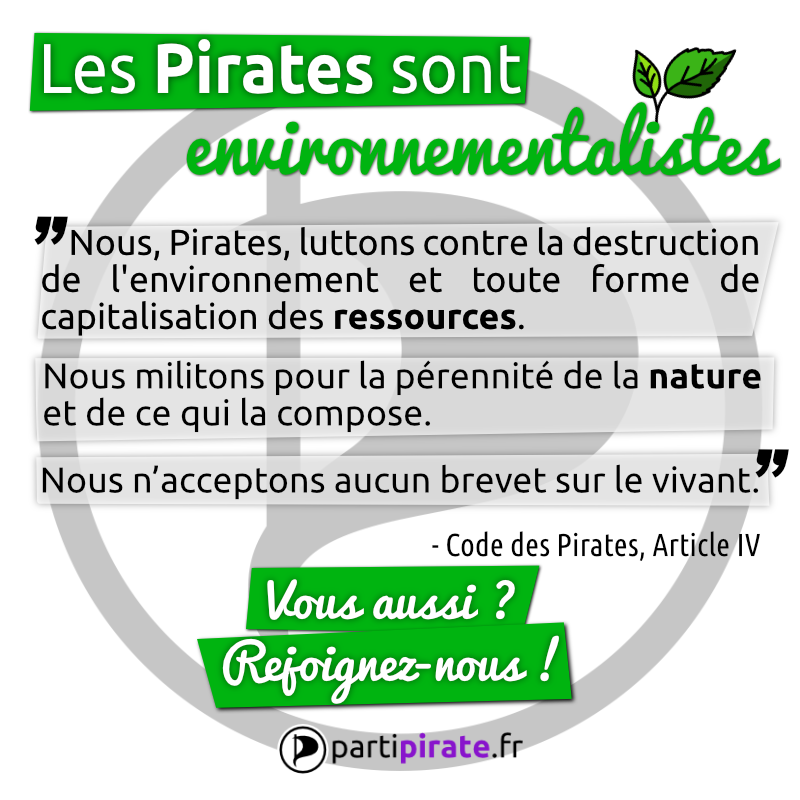 Les Pirates sont
environnementalistes
❞Nous, Pirates, luttons contre la destruction
de l'environnement et toute forme de
capitalisation des ressources.
Nous militons pour la pérennité de la nature
et de ce qui la compose.
Nous n’acceptons aucun brevet sur le vivant.❞
- Code des Pirates, Article IV
Vous aussi ?
Rejoignez-nous !
partipirate.fr